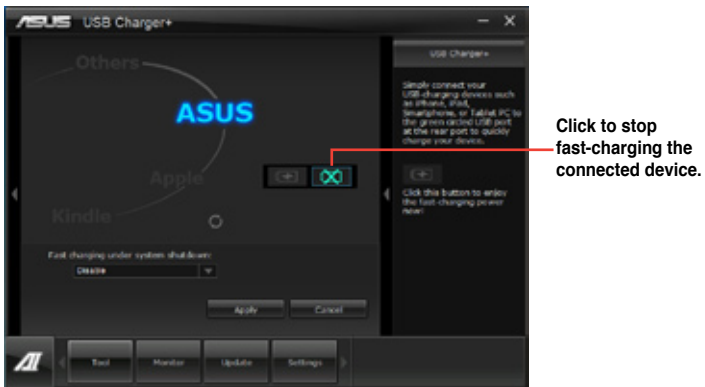 ASUS USB Charger+
Others
ASUS
Apple
Kindle
Fast charging under system shutdown:
Disable
Apply
Cancel
USB Charger+
Simply connect your
USB-charging devices such
as iPhone, iPad,
Smartphone, or Tablet PC to
the green circled USB port
at the rear port to quickly
charge your device.
Click this button to enjoy
the fast-charging power
now!
Click to stop
fast-charging the
connected device.
AI
Tool
Monitor
Update
Settings